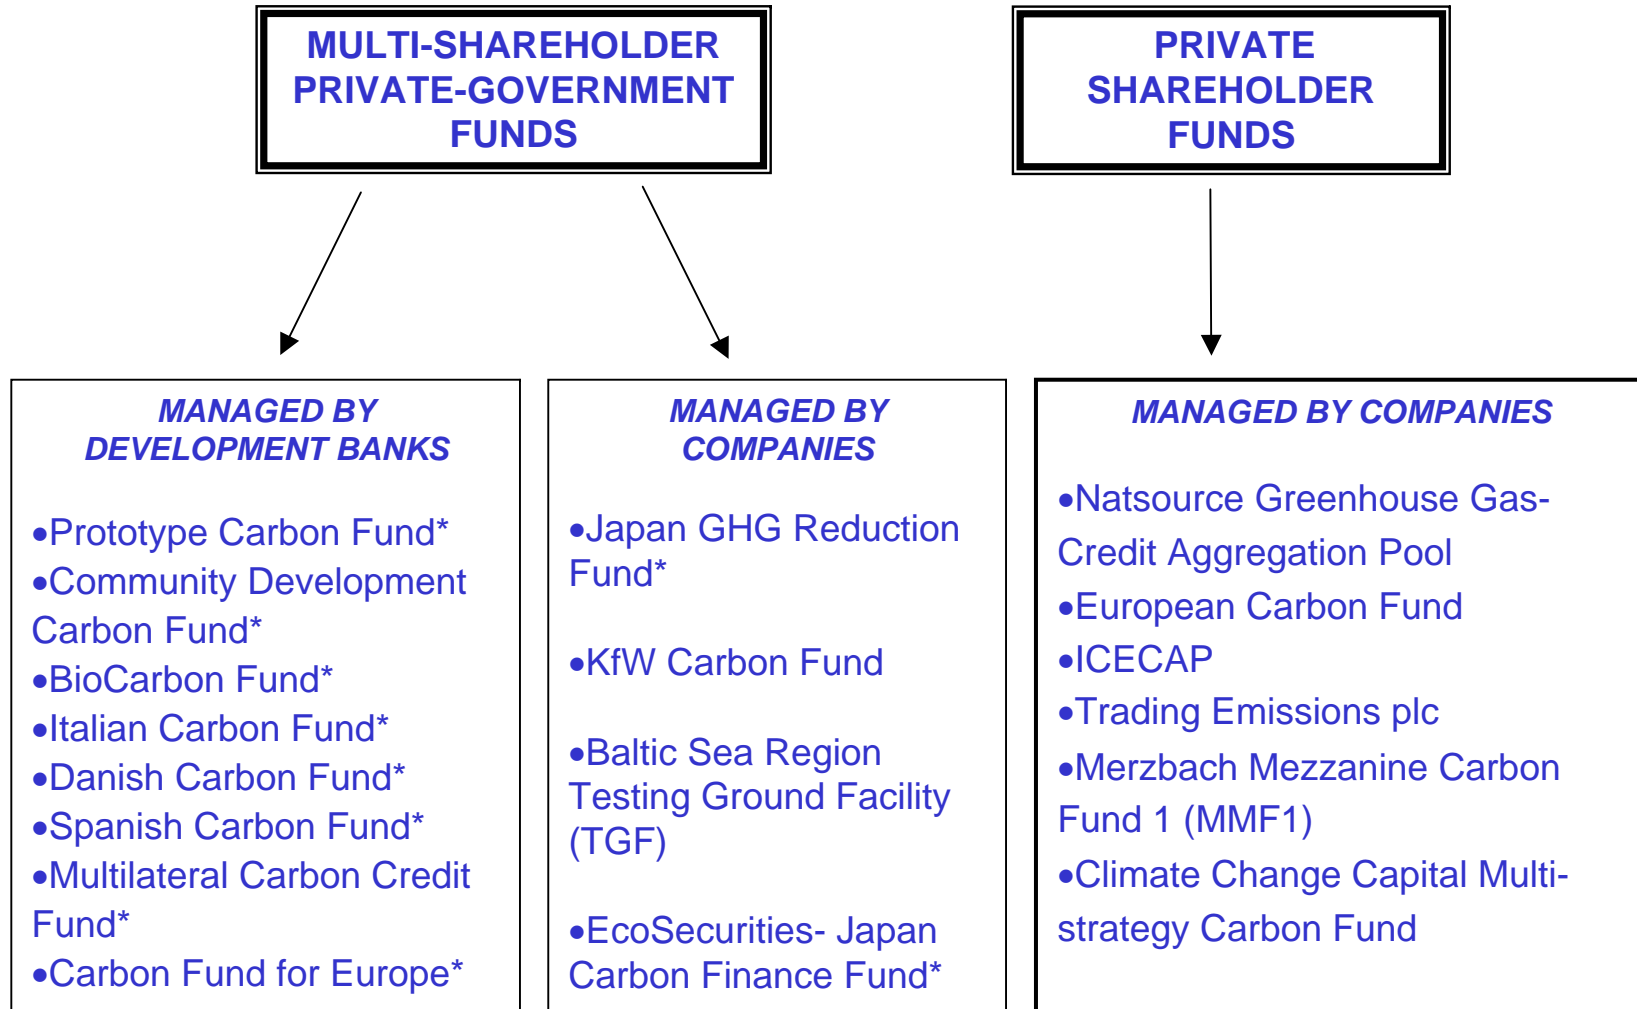 MULTI-SHAREHOLDER
PRIVATE-GOVERNMENT
FUNDS
PRIVATE
SHAREHOLDER
FUNDS
MANAGED BY
DEVELOPMENT BANKS
•Prototype Carbon Fund*
•Community Development
Carbon Fund*
•BioCarbon Fund*
•Italian Carbon Fund*
•Danish Carbon Fund*
•Spanish Carbon Fund*
•Multilateral Carbon Credit
Fund*
•Carbon Fund for Europe*
MANAGED BY
COMPANIES
•Japan GHG Reduction
Fund*
•KfW Carbon Fund
•Baltic Sea Region
Testing Ground Facility
(TGF)
•EcoSecurities- Japan
Carbon Finance Fund*
MANAGED BY COMPANIES
•Natsource Greenhouse Gas-
Credit Aggregation Pool
•European Carbon Fund
•ICECAP
•Trading Emissions plc
•Merzbach Mezzanine Carbon
Fund 1 (MMF1)
•Climate Change Capital Multi-
strategy Carbon Fund